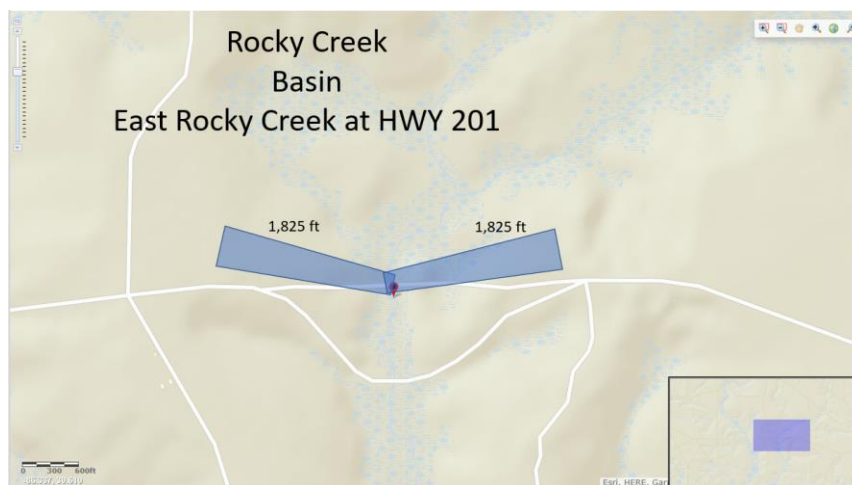 Rocky Creek
Basin
East Rocky Creek at HWY 201
1,825 ft
1,825 ft
0 300 600ft
Esri, HERE, Gar